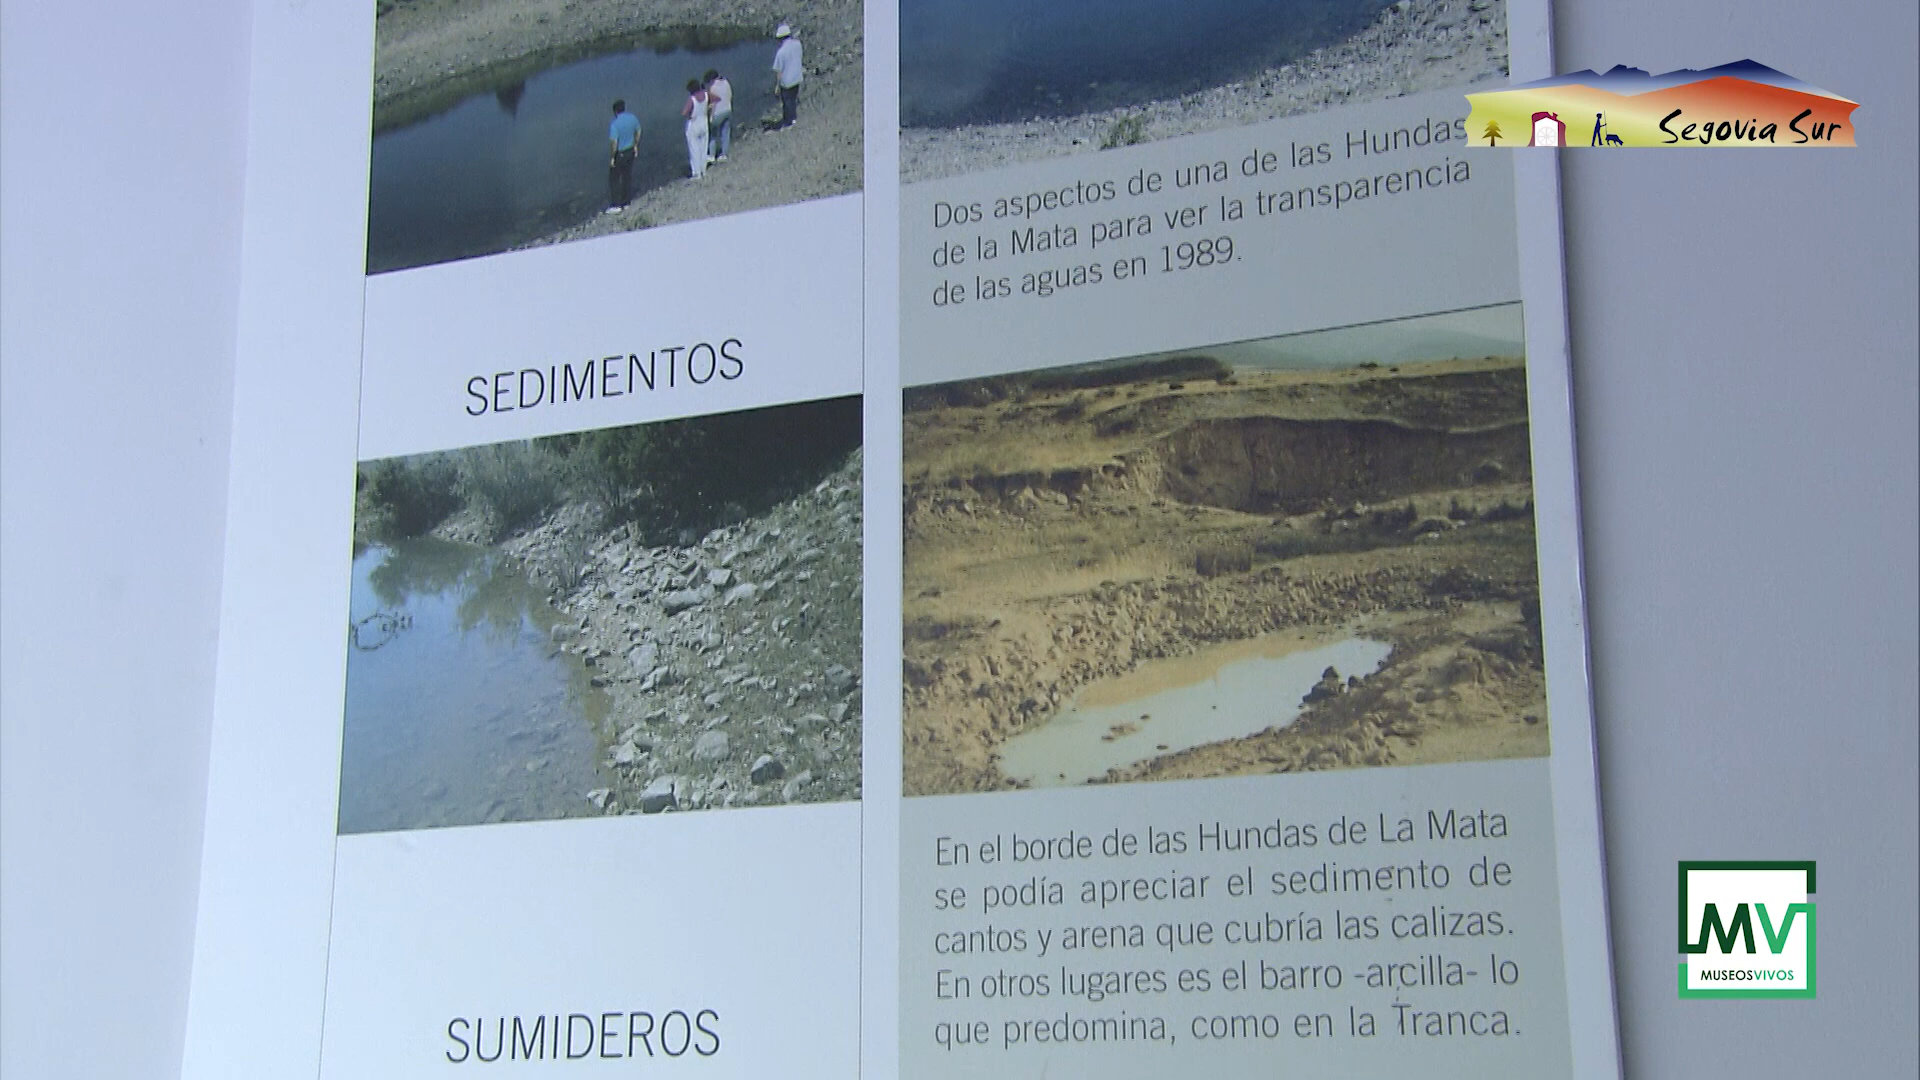 Segovia Sur
Dos aspectos de una de las Hundas
de la Mata para ver la transparencia
de las aguas en 1989.
SEDIMENTOS
En el borde de las Hundas de La Mata
se podía apreciar el sedimento de
cantos y arena que cubría las calizas.
En otros lugares es el barro -arcilla- lo
que predomina, como en la Tranca.
SUMIDEROS
MV
MUSEOSVIVOS